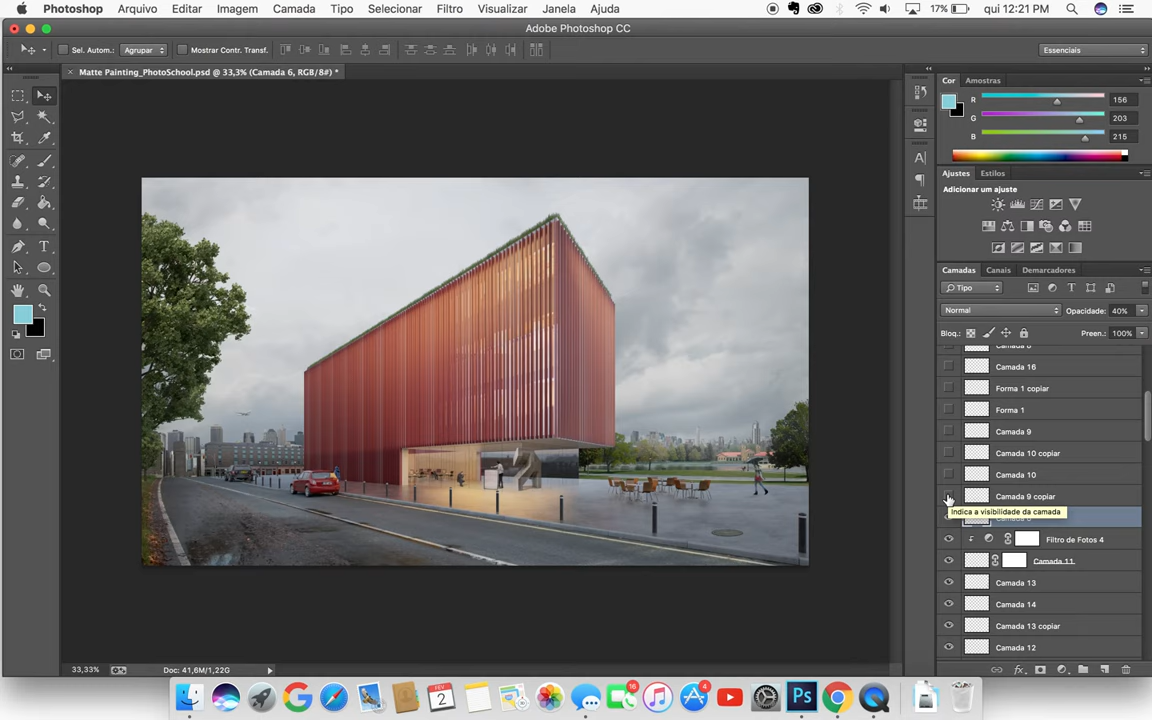 Photoshop Arquivo Editar Imagem Camada Tipo Selecionar Filtro Visualizar Janela Ajuda 17% qui 12:21 PM
Adobe Photoshop CC
Sel. Autom.: Agrupar Mostrar Contr. Transf. Essenciais
Matte Painting_PhotoSchool.psd @ 33,3% (Camada 6, RGB/8#) *
Cor Amostras
R 156
G 203
B 215
Ajustes Estilos
Adicionar um ajuste
Camadas Canais Demarcadores
Tipo
Normal Opacidade: 40%
Bloq.: Preen.: 100%
Camada 16
Forma 1 copiar
Forma 1
Camada 9
Camada 10 copiar
Camada 10
Camada 9 copiar
Indica a visibilidade da camada
Filtro de Fotos 4
Camada 11
Camada 13
Camada 14
Camada 13 copiar
Camada 12
33,33% Doc: 41,6M/1,22G
FEV
2
16
4
Ps